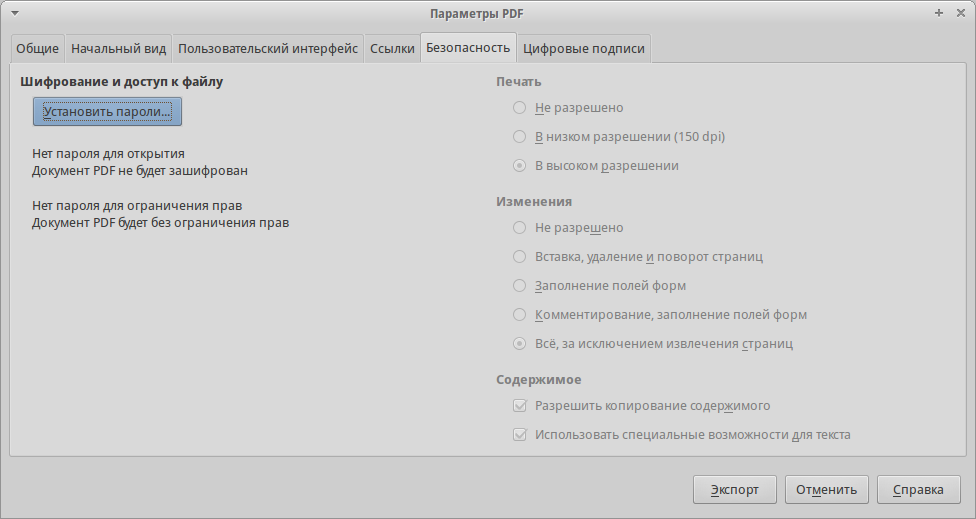 Параметры PDF
Общие
Начальный вид
Пользовательский интерфейс
Ссылки
Безопасность
Цифровые подписи
Шифрование и доступ к файлу
Установить пароли...
Нет пароля для открытия
Документ PDF не будет зашифрован
Нет пароля для ограничения прав
Документ PDF будет без ограничения прав
Печать
Не разрешено
В низком разрешении (150 dpi)
В высоком разрешении
Изменения
Не разрешено
Вставка, удаление и поворот страниц
Заполнение полей форм
Комментирование, заполнение полей форм
Всё, за исключением извлечения страниц
Содержимое
Разрешить копирование содержимого
Использовать специальные возможности для текста
Экспорт
Отменить
Справка